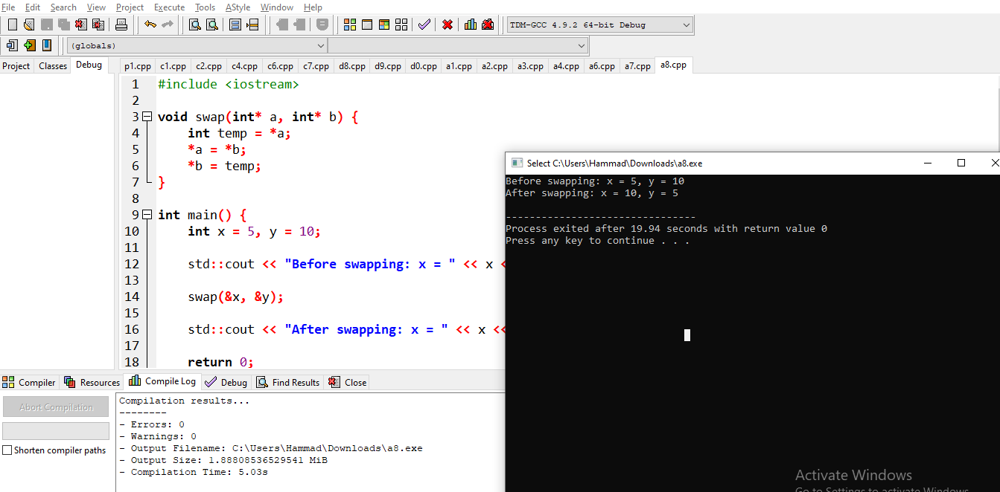 File Edit Search View Project Execute Tools AStyle Window Help
TDM-GCC 4.9.2 64-bit Debug
(globals)
Project Classes Debug
p1.cpp c1.cpp c2.cpp c4.cpp c6.cpp c7.cpp d8.cpp d9.cpp d0.cpp a1.cpp a2.cpp a3.cpp a4.cpp a6.cpp a7.cpp a8.cpp
1 #include <iostream>
2
3 void swap(int* a, int* b) {
4 int temp = *a;
5 *a = *b;
6 *b = temp;
7 }
8
9 int main() {
10 int x = 5, y = 10;
11
12 std::cout << "Before swapping: x = " << x <
13
14 swap(&x, &y);
15
16 std::cout << "After swapping: x = " << x <<
17
18 return 0;
Select C:\Users\Hammad\Downloads\a8.exe
Before swapping: x = 5, y = 10
After swapping: x = 10, y = 5
--------------------------------
Process exited after 19.94 seconds with return value 0
Press any key to continue . . .
Compiler Resources Compile Log Debug Find Results Close
Abort Compilation
Shorten compiler paths
Compilation results...
--------
- Errors: 0
- Warnings: 0
- Output Filename: C:\Users\Hammad\Downloads\a8.exe
- Output Size: 1.88808536529541 MiB
- Compilation Time: 5.03s
Activate Windows
Go to Settings to activate Windows.